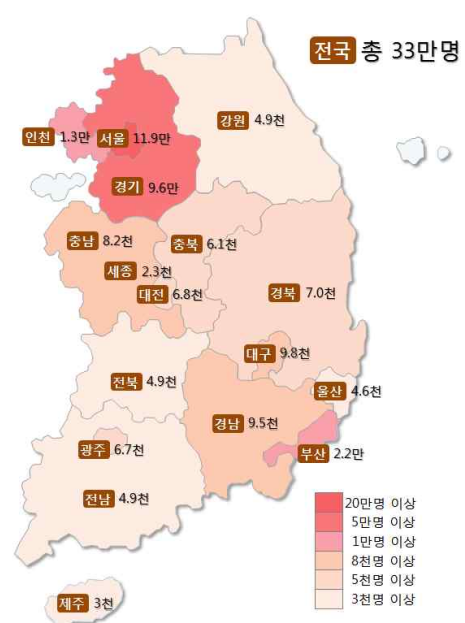 전국 총 33만명
강원 4.9천
인천 1.3만
서울 11.9만
경기 9.6만
충남 8.2천
충북 6.1천
세종 2.3천
대전 6.8천
경북 7.0천
대구 9.8천
전북 4.9천
울산 4.6천
경남 9.5천
광주 6.7천
부산 2.2만
전남 4.9천
20만명 이상
5만명 이상
1만명 이상
8천명 이상
5천명 이상
3천명 이상
제주 3천